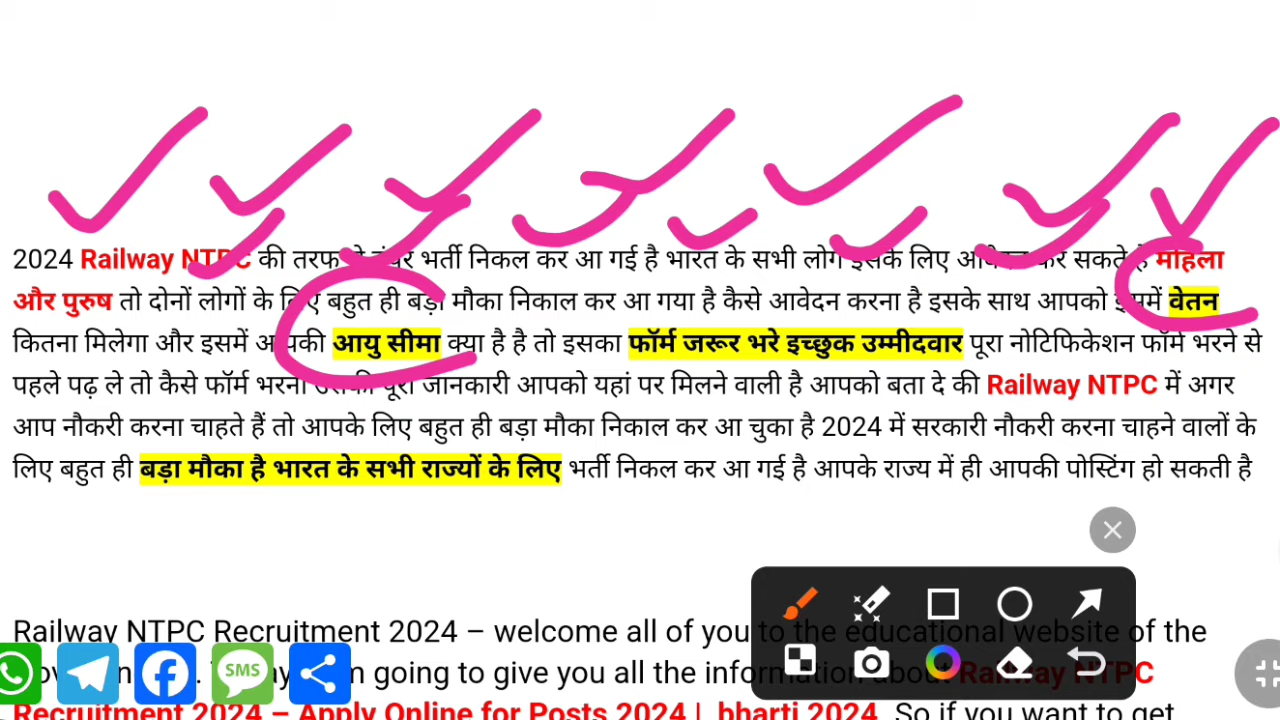 2024 Railway NTPC की तरफ से बंपर भर्ती निकल कर आ गई है भारत के सभी लोग इसके लिए आवेदन कर सकते है महिला
और पुरुष तो दोनों लोगों के लिए बहुत ही बड़ा मौका निकाल कर आ गया है कैसे आवेदन करना है इसके साथ आपको इसमें वेतन
कितना मिलेगा और इसमें आपकी आयु सीमा क्या है है तो इसका फॉर्म जरूर भरे इच्छुक उम्मीदवार पूरा नोटिफिकेशन फॉर्म भरने से
पहले पढ़ ले तो कैसे फॉर्म भरना उसकी पूरी जानकारी आपको यहां पर मिलने वाली है आपको बता दे की Railway NTPC में अगर
आप नौकरी करना चाहते हैं तो आपके लिए बहुत ही बड़ा मौका निकाल कर आ चुका है 2024 में सरकारी नौकरी करना चाहने वालों के
लिए बहुत ही बड़ा मौका है भारत के सभी राज्यों के लिए भर्ती निकल कर आ गई है आपके राज्य में ही आपकी पोस्टिंग हो सकती है
Railway NTPC Recruitment 2024 – welcome all of you to the educational website of the
going to give you all the information about Railway NTPC
Recruitment 2024 – Apply Online for Posts 2024 | bharti 2024. So if you want to get
SMS